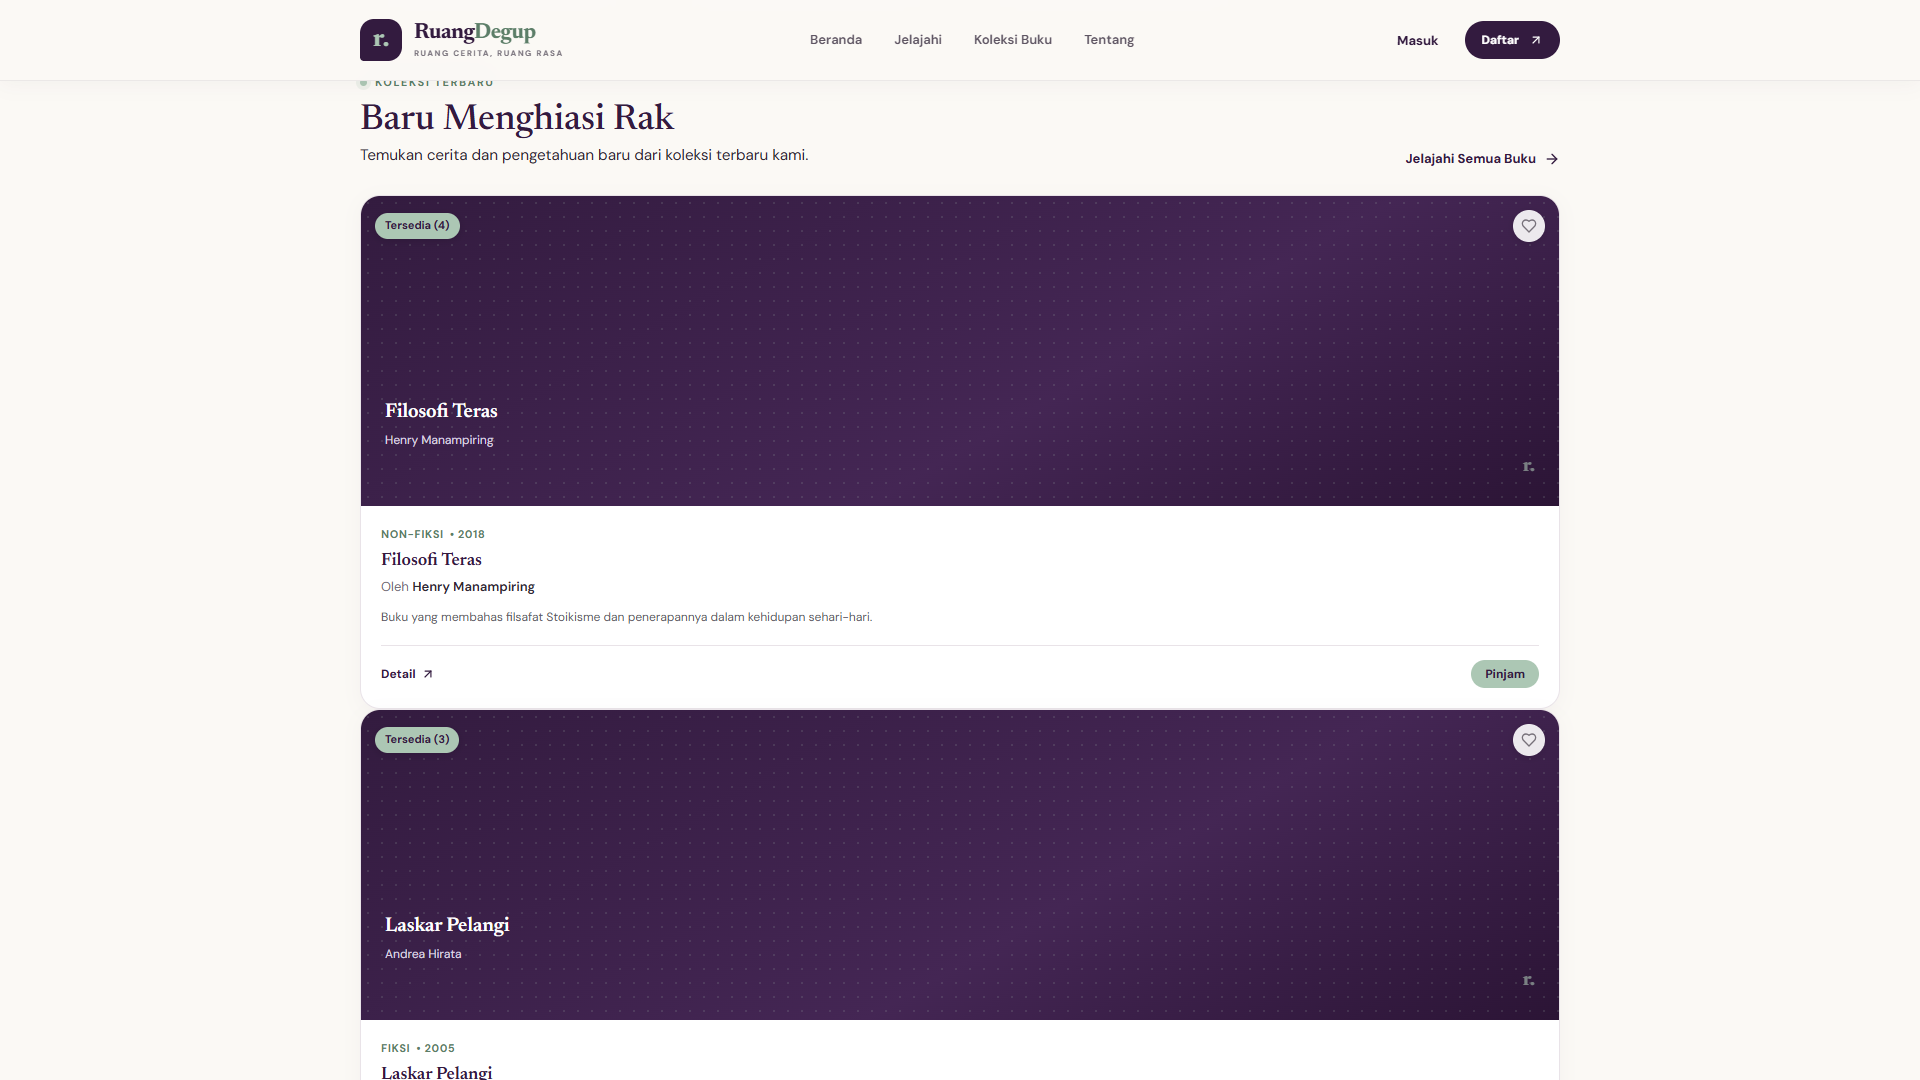 r.
RuangDegup
RUANG CERITA, RUANG RASA
Beranda
Jelajahi
Koleksi Buku
Tentang
Masuk
Daftar
KOLEKSI TERBARU
Baru Menghiasi Rak
Temukan cerita dan pengetahuan baru dari koleksi terbaru kami.
Jelajahi Semua Buku
Tersedia (4)
Filosofi Teras
Henry Manampiring
r.
NON-FIKSI • 2018
Filosofi Teras
Oleh Henry Manampiring
Buku yang membahas filsafat Stoikisme dan penerapannya dalam kehidupan sehari-hari.
Detail
Pinjam
Tersedia (3)
Laskar Pelangi
Andrea Hirata
r.
FIKSI • 2005
Laskar Pelangi